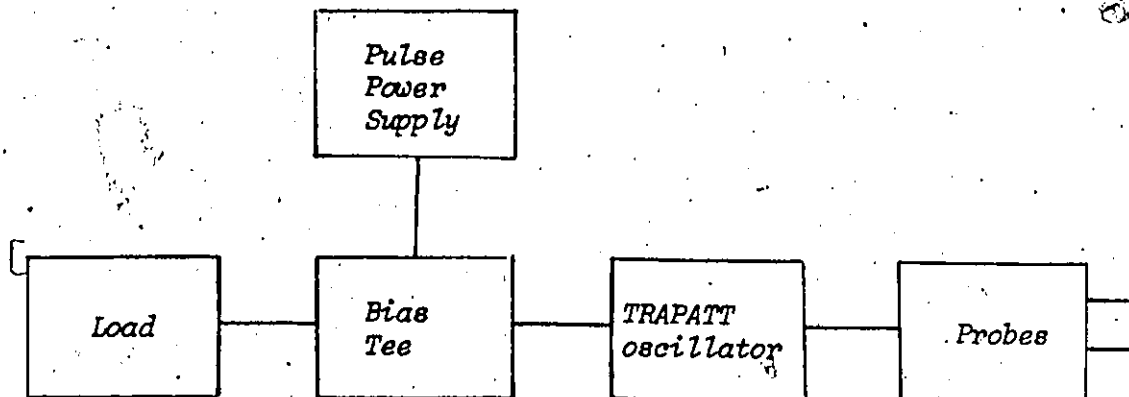 Pulse
Power
Supply
Load
Bias
Tee
TRAPATT
oscillator
Probes